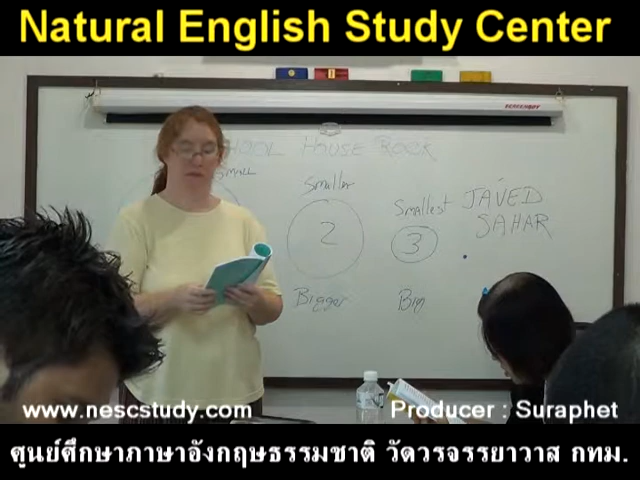 Natural English Study Center
SCHOOL HOUSE ROCK
SMALL
Smaller
Smallest
JAVED
SAHAR
2
3
Bigger
Big
www.nescstudy.com
Producer : Suraphet
ศูนย์ศึกษาภาษาอังกฤษธรรมชาติ วัดวรจรรยาวาส กทม.